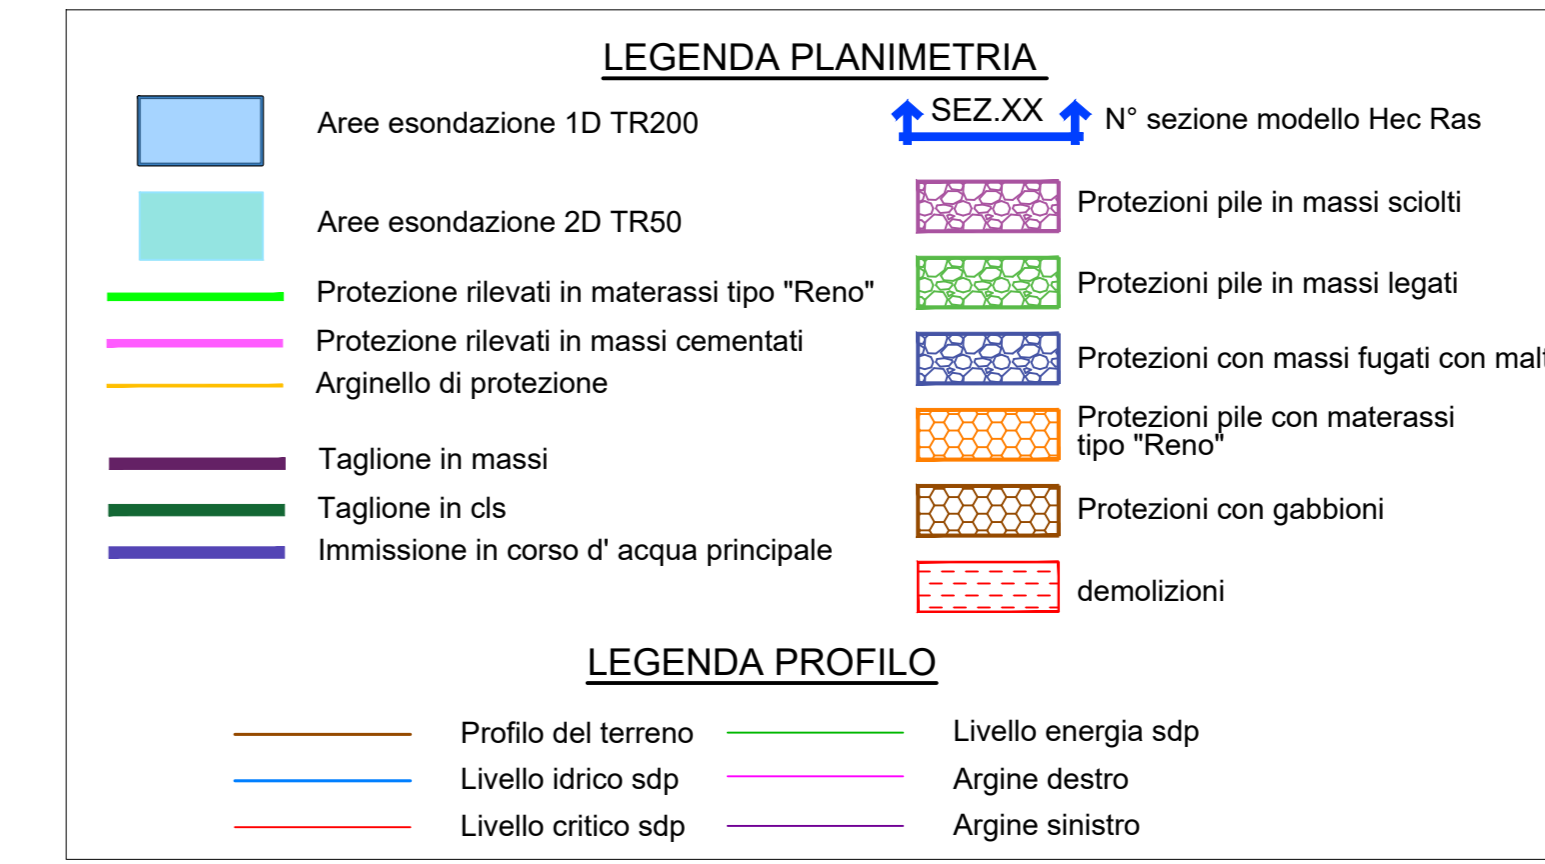 LEGENDA PLANIMETRIA
Aree esondazione 1D TR200
Aree esondazione 2D TR50
Protezione rilevati in materassi tipo "Reno"
Protezione rilevati in massi cementati
Arginello di protezione
Taglione in massi
Taglione in cls
Immissione in corso d' acqua principale
SEZ.XX
N° sezione modello Hec Ras
Protezioni pile in massi sciolti
Protezioni pile in massi legati
Protezioni con massi fugati con malt
Protezioni pile con materassi
tipo "Reno"
Protezioni con gabbioni
demolizioni
LEGENDA PROFILO
Profilo del terreno
Livello idrico sdp
Livello critico sdp
Livello energia sdp
Argine destro
Argine sinistro